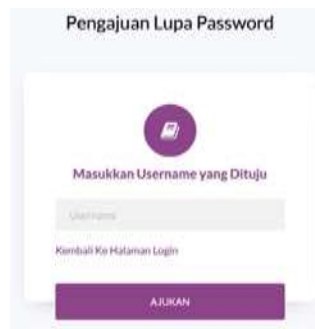 Pengajuan Lupa Password
Masukkan Username yang Dituju
Username
Kembali Ke Halaman Login
AJUKAN